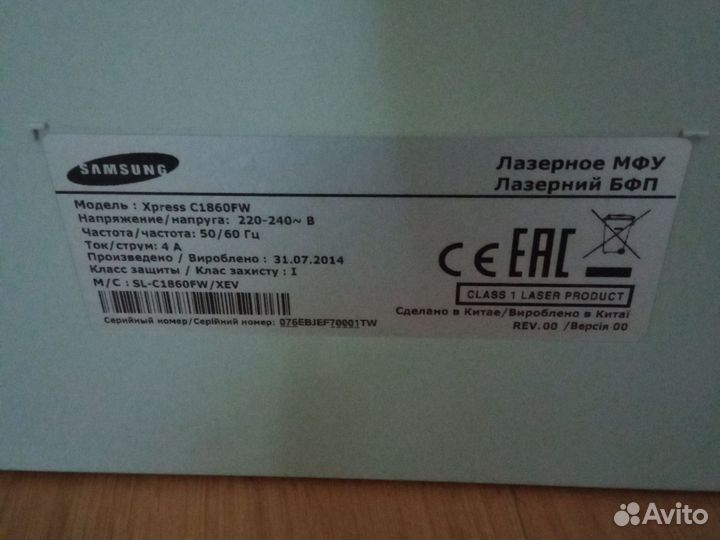 SAMSUNG
Лазерное МФУ
Лазерний БФП
Модель : Xpress C1860FW
Напряжение/напруга: 220-240~ В
Частота/частота: 50/60 Гц
Ток/струм: 4 А
Произведено / Вироблено : 31.07.2014
Класс защиты / Клас захисту : I
M/C : SL-C1860FW/XEV
Серийный номер/Серійний номер: 076EBJEF70001TW
CE EAC
CLASS 1 LASER PRODUCT
Сделано в Китае/Вироблено в Китаї
REV.00 /Версія 00
Avito